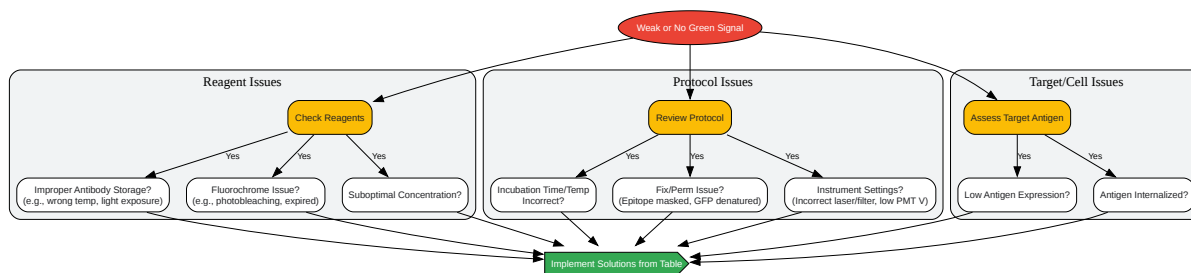 Weak or No Green Signal
Reagent Issues
Protocol Issues
Target/Cell Issues
Check Reagents
Review Protocol
Assess Target Antigen
Yes
Yes
Yes
Yes
Yes
Yes
Yes
Yes
Improper Antibody Storage?
(e.g., wrong temp, light exposure)
Fluorochrome Issue?
(e.g., photobleaching, expired)
Suboptimal Concentration?
Incubation Time/Temp
Incorrect?
Fix/Perm Issue?
(Epitope masked, GFP denatured)
Instrument Settings?
(Incorrect laser/filter, low PMT V)
Low Antigen Expression?
Antigen Internalized?
Implement Solutions from Table